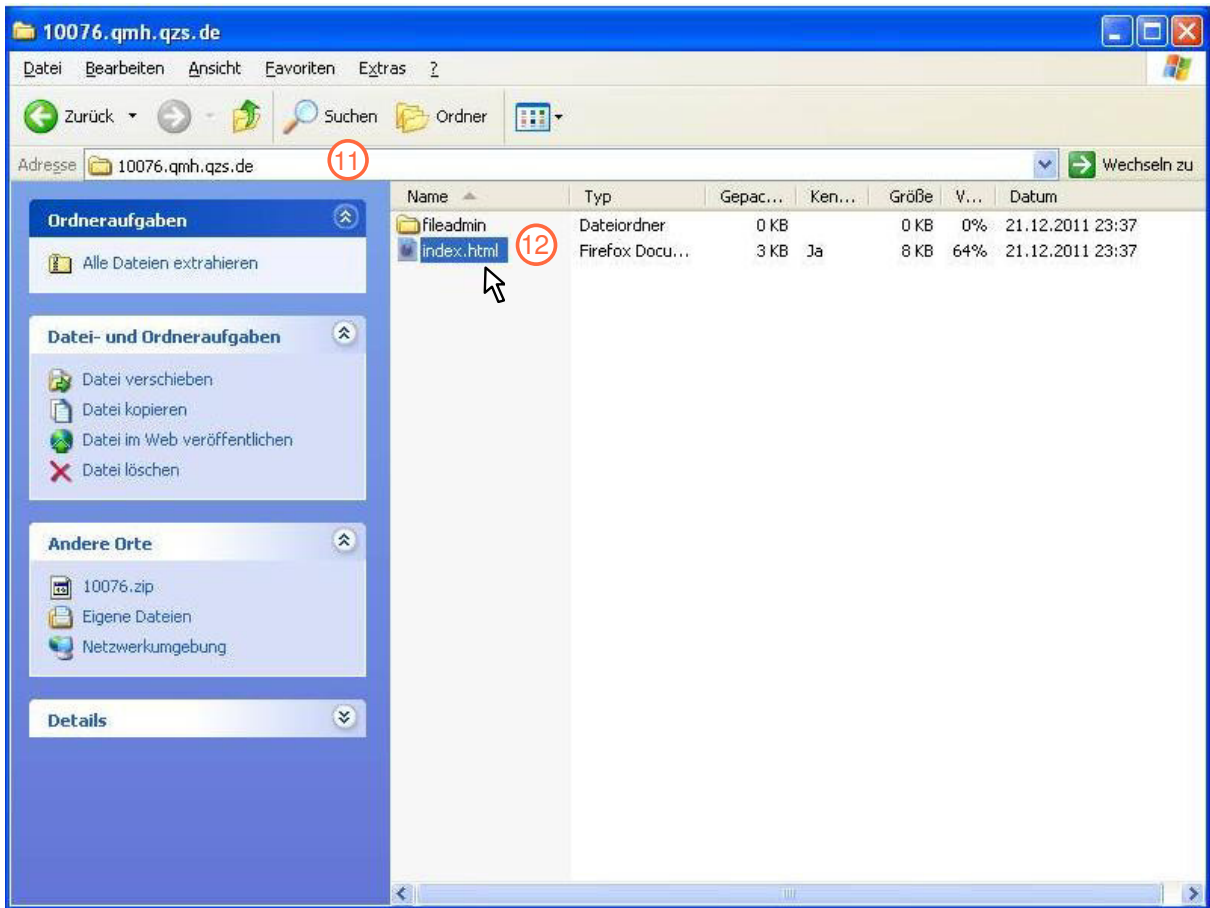 10076.qmh.qzs.de
Datei Bearbeiten Ansicht Favoriten Extras ?
Zurück Suchen Ordner
Adresse 10076.qmh.qzs.de 11 Wechseln zu
Name Typ Gepac... Ken... Größe V... Datum
fileadmin Dateiordner 0 KB 0 KB 0% 21.12.2011 23:37
index.html 12 Firefox Docu... 3 KB Ja 8 KB 64% 21.12.2011 23:37
Ordneraufgaben
Alle Dateien extrahieren
Datei- und Ordneraufgaben
Datei verschieben
Datei kopieren
Datei im Web veröffentlichen
Datei löschen
Andere Orte
10076.zip
Eigene Dateien
Netzwerkumgebung
Details